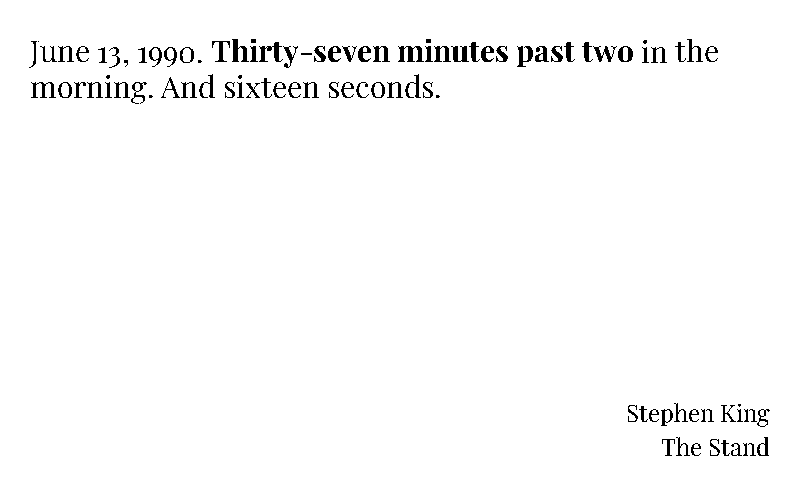 June 13, 1990. Thirty-seven minutes past two in the
morning. And sixteen seconds.
Stephen King
The Stand